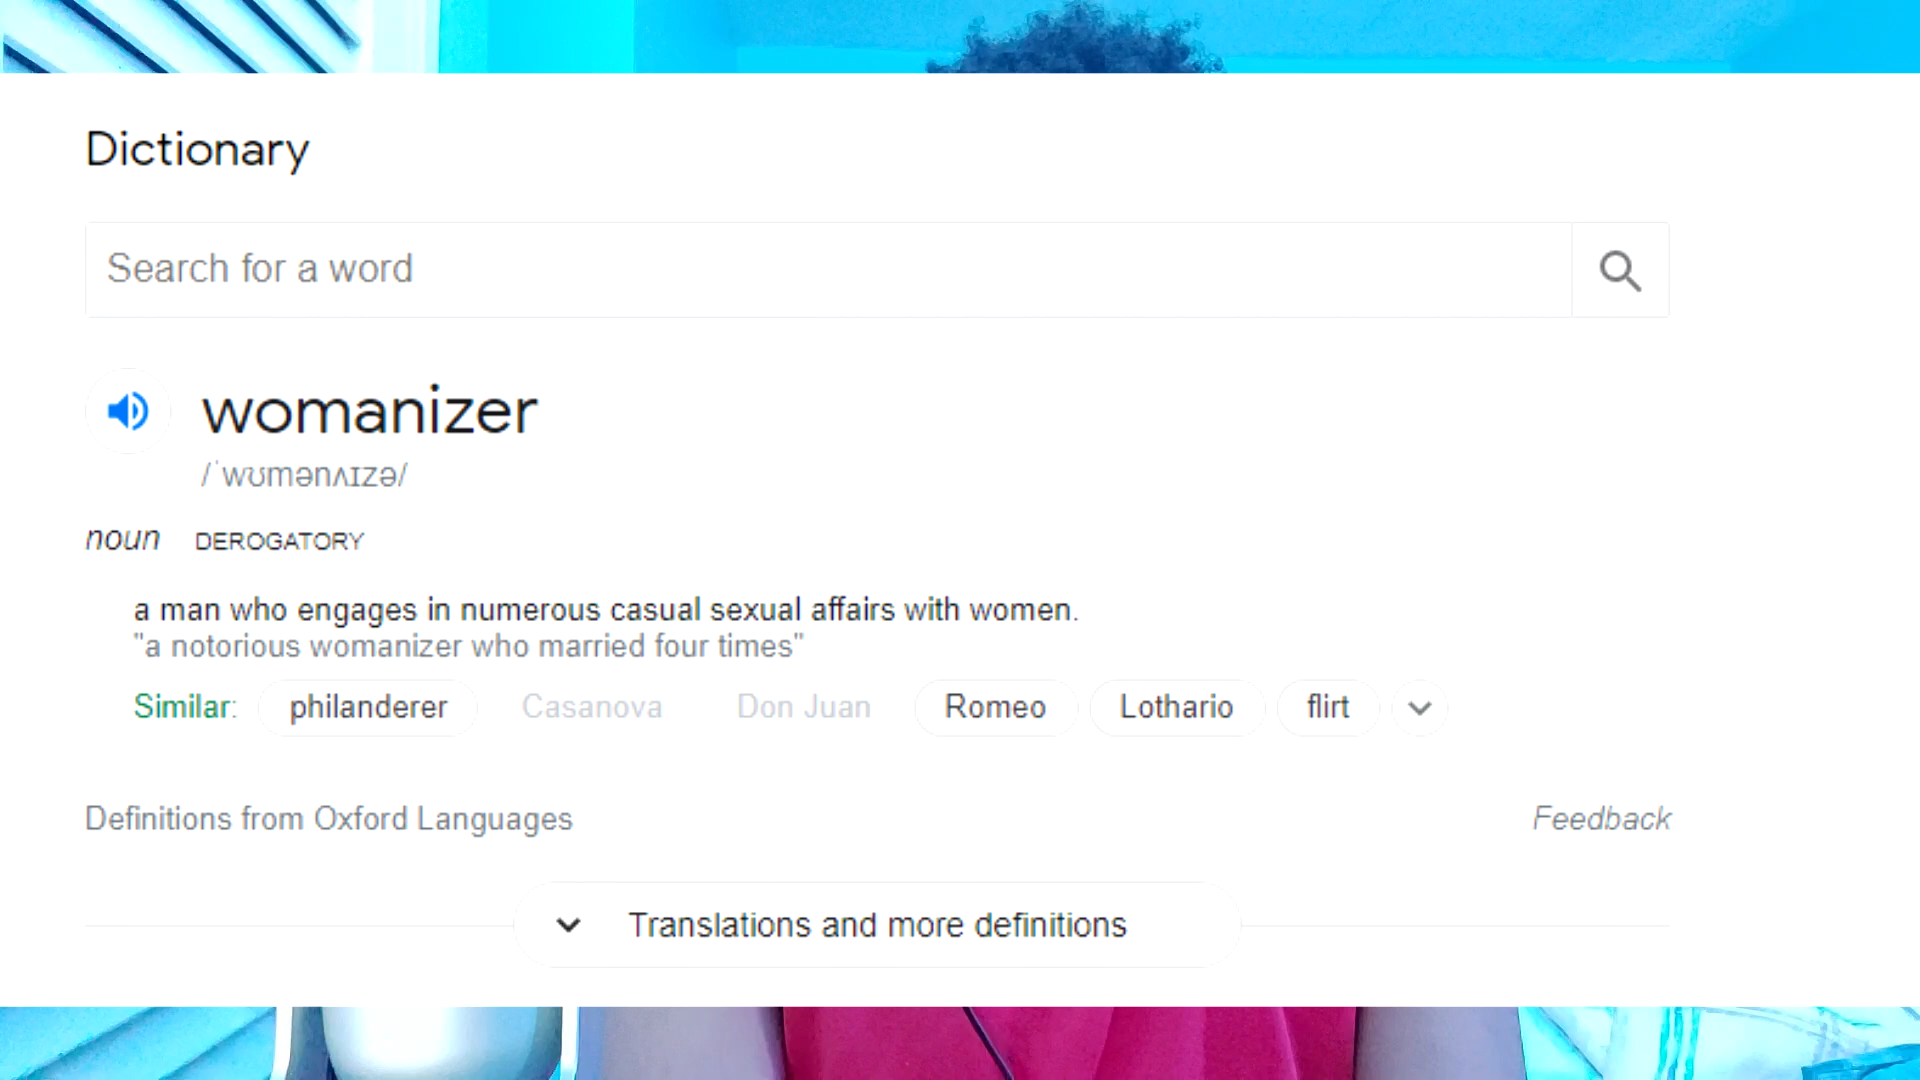 Dictionary
Search for a word
womanizer
/ˈwʊmənʌɪzə/
noun DEROGATORY
a man who engages in numerous casual sexual affairs with women.
"a notorious womanizer who married four times"
Similar: philanderer Casanova Don Juan Romeo Lothario flirt
Definitions from Oxford Languages Feedback
Translations and more definitions